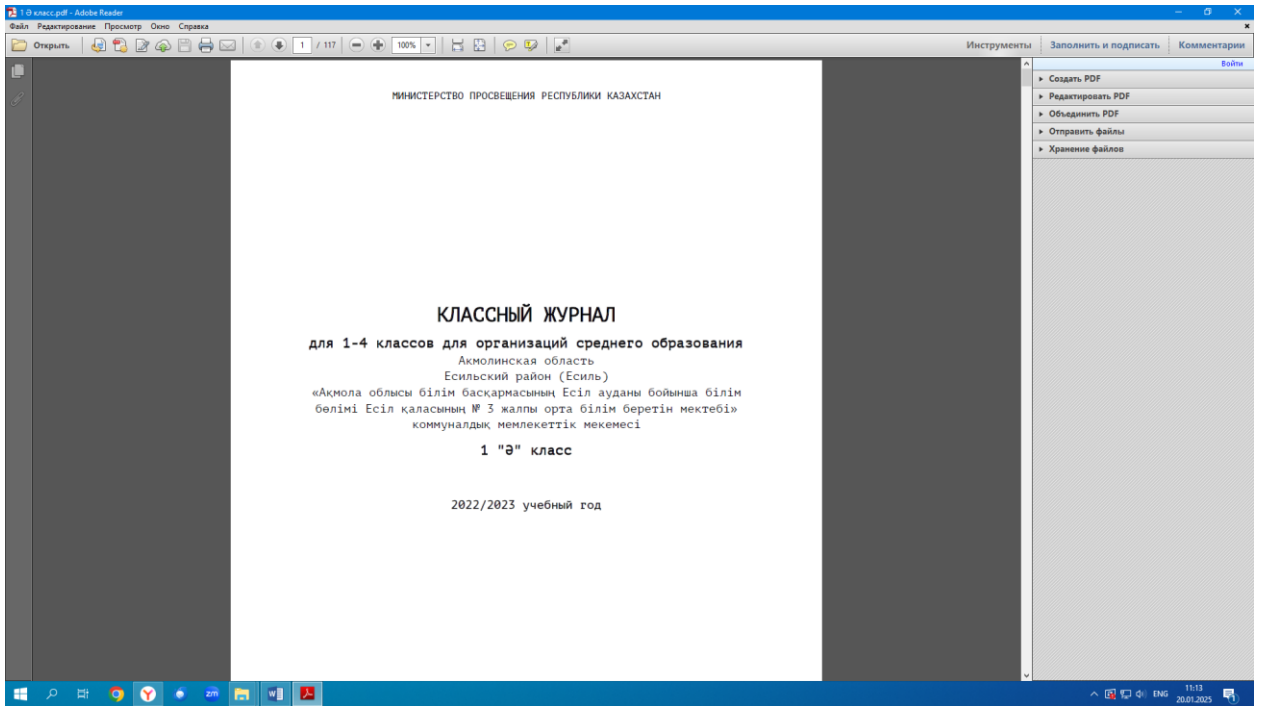 1 Ә класс.pdf - Adobe Reader
Файл Редактирование Просмотр Окно Справка
Открыть 1 / 117 100% Инструменты Заполнить и подписать Комментарии
Войти
Создать PDF
Редактировать PDF
Объединить PDF
Отправить файлы
Хранение файлов
МИНИСТЕРСТВО ПРОСВЕЩЕНИЯ РЕСПУБЛИКИ КАЗАХСТАН
КЛАССНЫЙ ЖУРНАЛ
для 1-4 классов для организаций среднего образования
Акмолинская область
Есильский район (Есиль)
«Ақмола облысы білім басқармасының Есіл ауданы бойынша білім
бөлімі Есіл қаласының № 3 жалпы орта білім беретін мектебі»
коммуналдық мемлекеттік мекемесі
1 "Ә" класс
2022/2023 учебный год
zm
ENG
11:13
20.01.2025